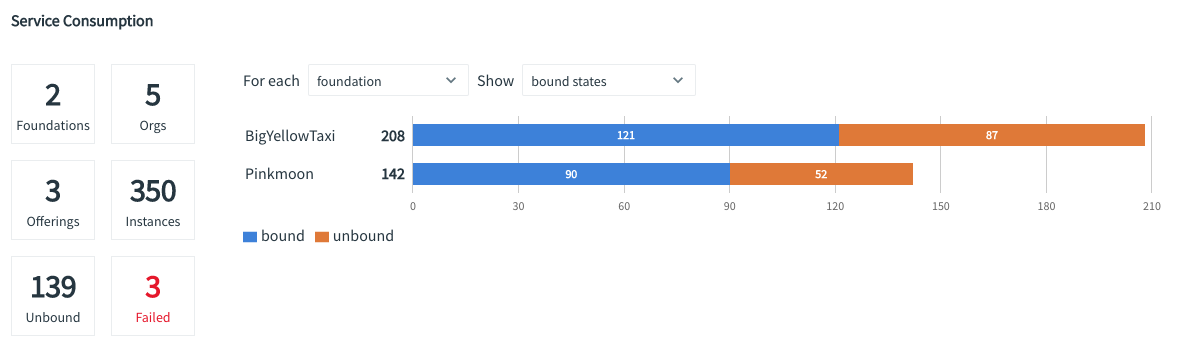 Service Consumption
2
Foundations
5
Orgs
3
Offerings
350
Instances
139
Unbound
3
Failed
For each foundation Show bound states
BigYellowTaxi 208 121 87
Pinkmoon 142 90 52
0 30 60 90 120 150 180 210
bound unbound